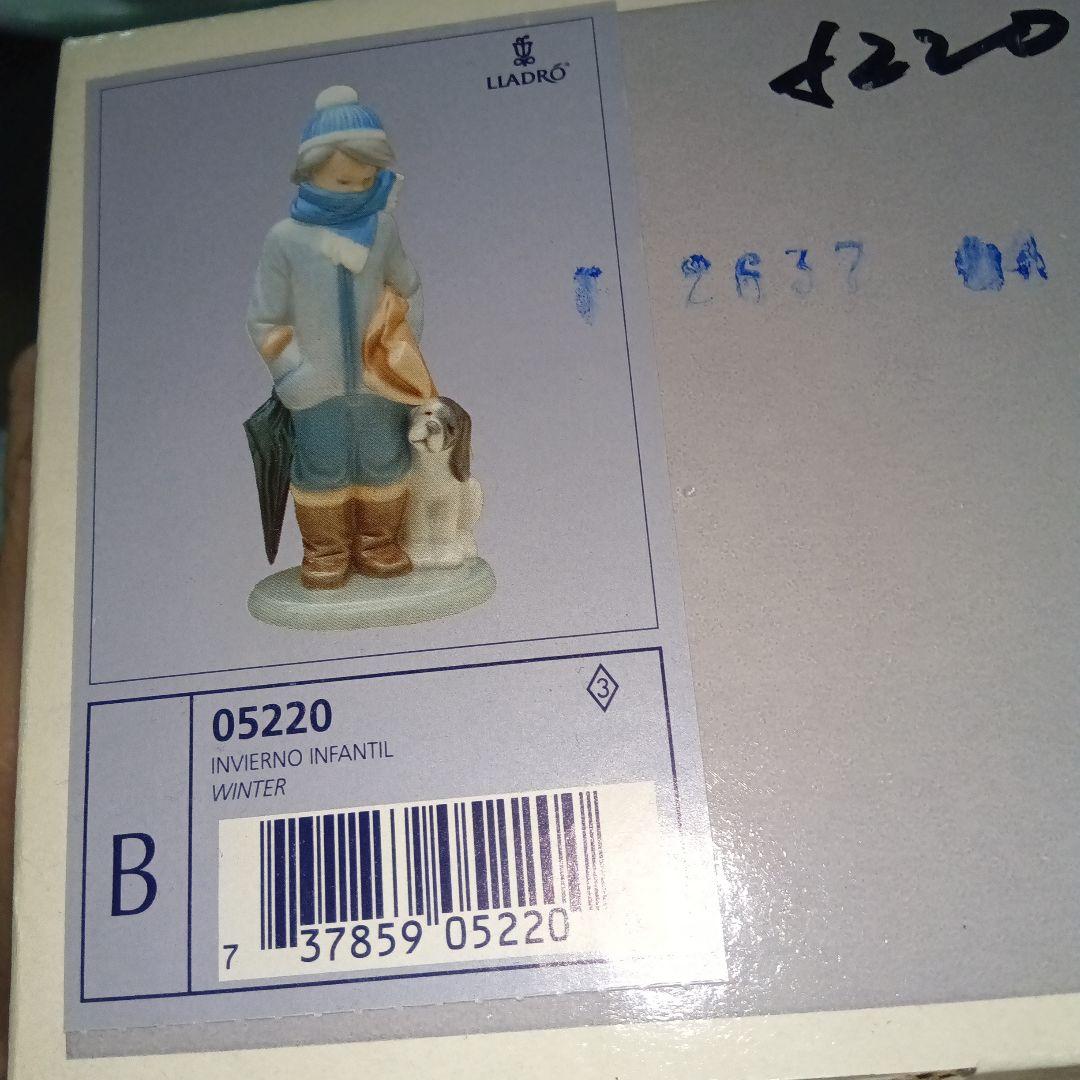 LLADRÓ
5220
2637
3
05220
INVIERNO INFANTIL
WINTER
B
7 37859 05220